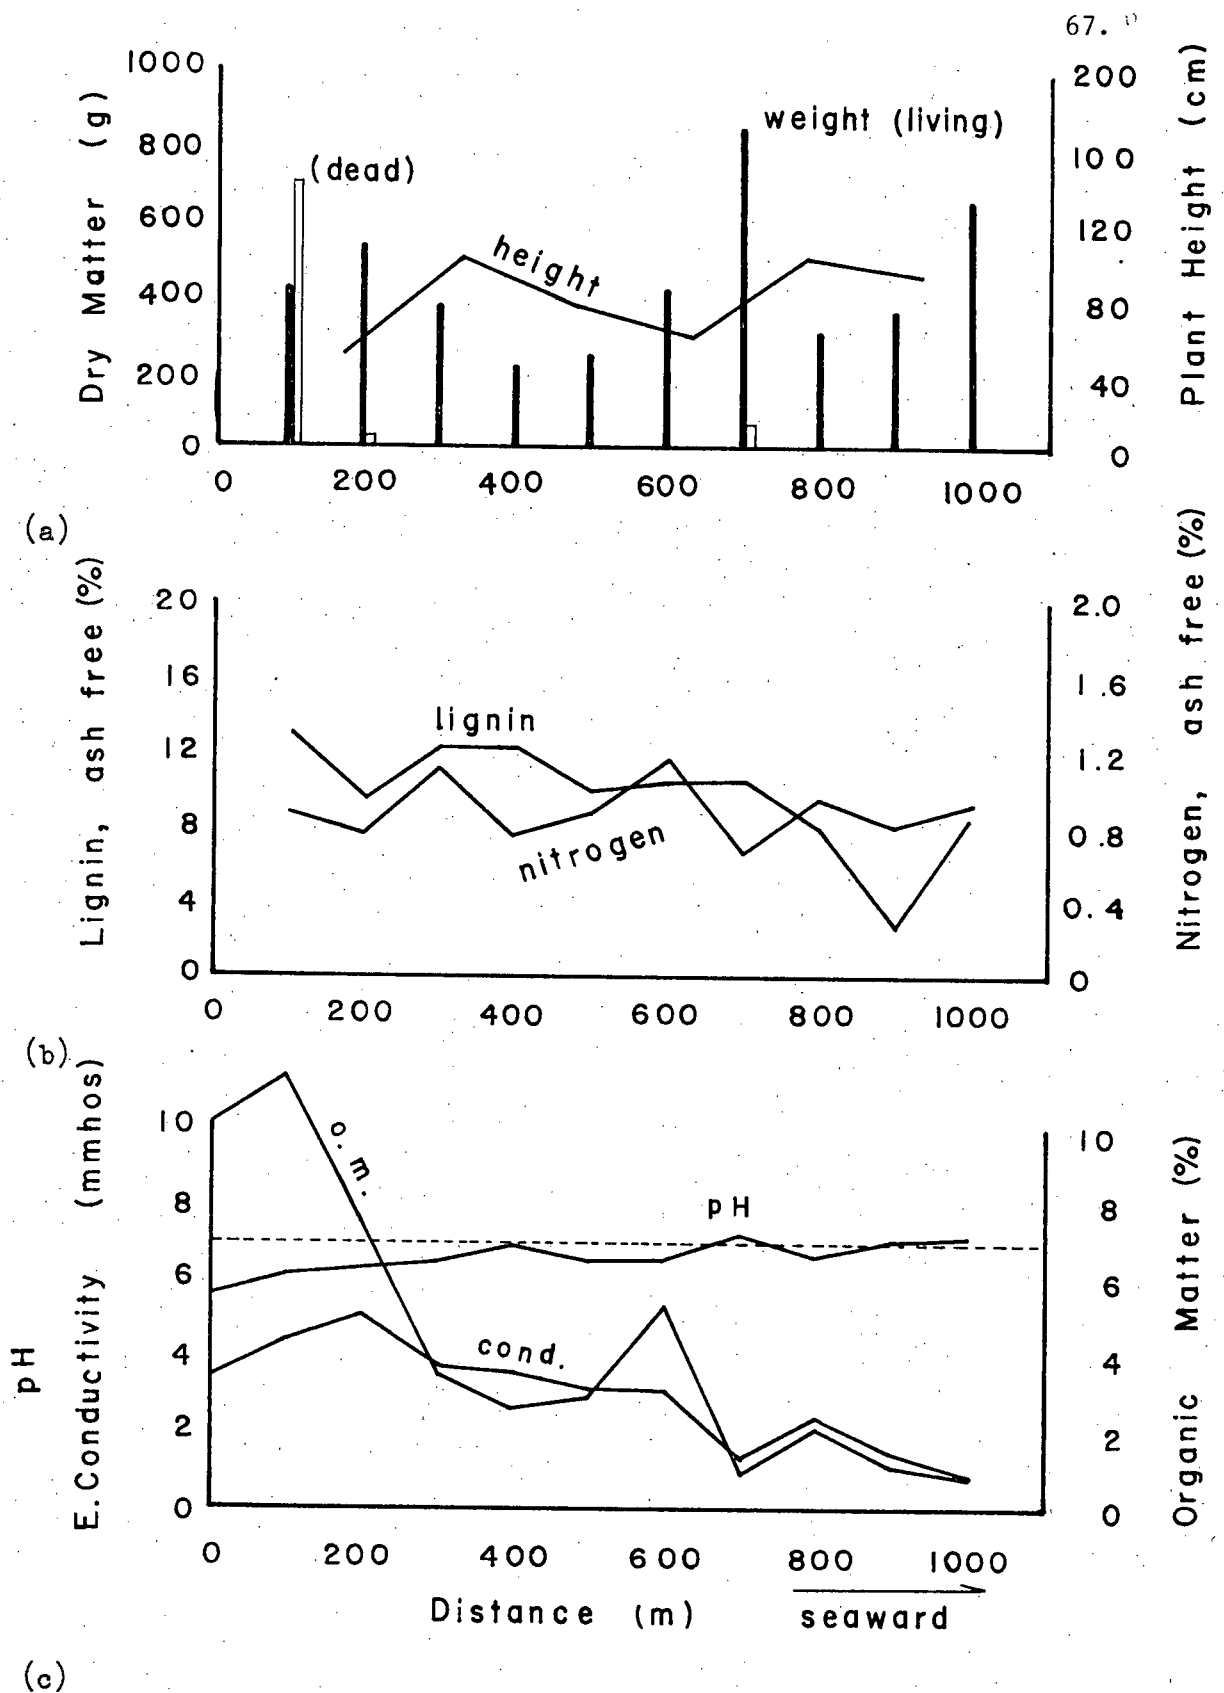 67.
1000
800
600
400
200
0
Dry Matter (g)
200
100
120
80
40
0
Plant Height (cm)
(dead)
weight (living)
height
0 200 400 600 800 1000
(a)
20
16
12
8
4
0
Lignin, ash free (%)
2.0
1.6
1.2
0.8
0.4
0
Nitrogen, ash free (%)
lignin
nitrogen
0 200 400 600 800 1000
(b)
10
8
6
4
2
0
pH
E. Conductivity (mmhos)
10
8
6
4
2
0
Organic Matter (%)
o. m.
pH
cond.
0 200 400 600 800 1000
Distance (m) seaward
(c)